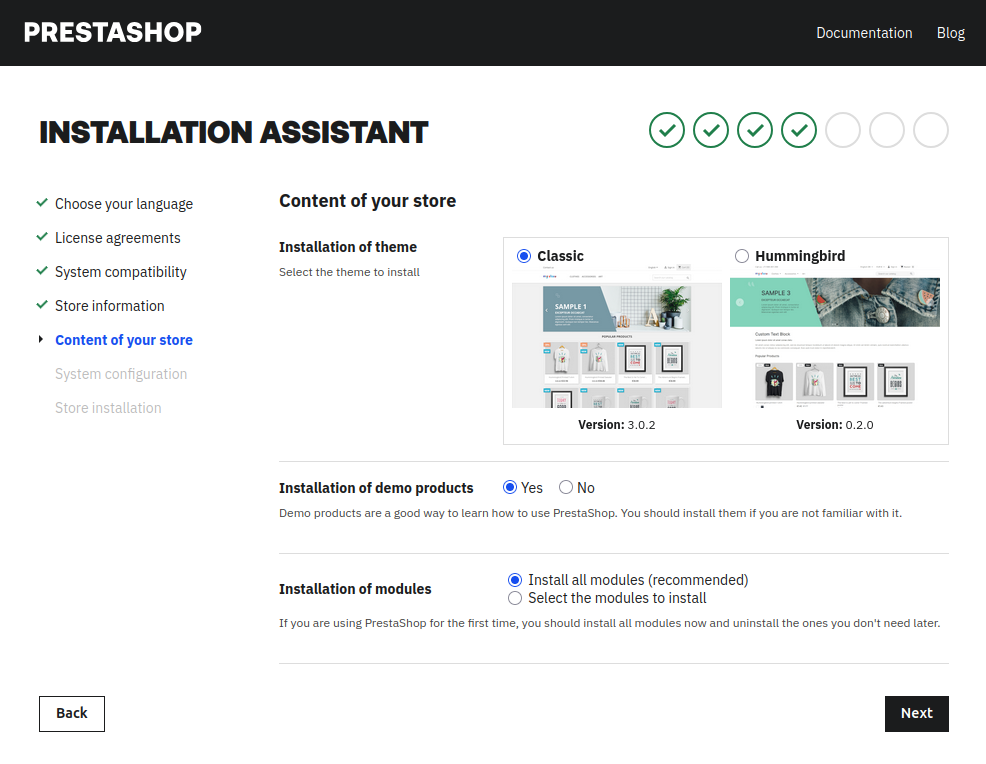 PRESTASHOP
Documentation Blog
INSTALLATION ASSISTANT
Choose your language
License agreements
System compatibility
Store information
Content of your store
System configuration
Store installation
Content of your store
Installation of theme
Select the theme to install
Classic
SAMPLE 1
POPULAR PRODUCTS
Version: 3.0.2
Hummingbird
SAMPLE 3
Custom Text Block
Popular Products
Version: 0.2.0
Installation of demo products
Yes No
Demo products are a good way to learn how to use PrestaShop. You should install them if you are not familiar with it.
Installation of modules
Install all modules (recommended)
Select the modules to install
If you are using PrestaShop for the first time, you should install all modules now and uninstall the ones you don't need later.
Back
Next